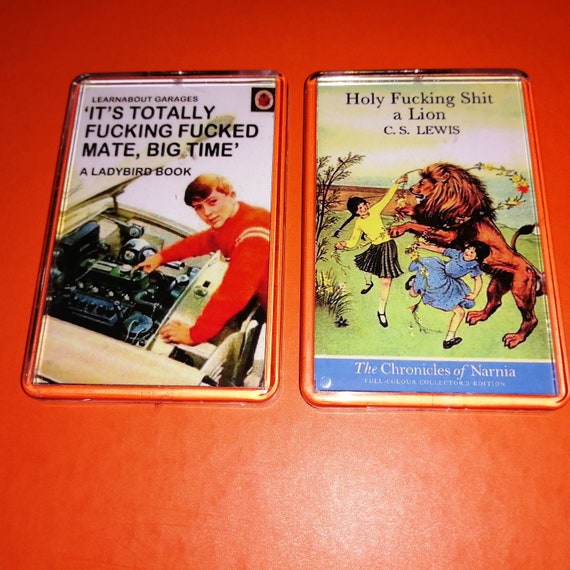 LEARNABOUT GARAGES
'IT'S TOTALLY
FUCKING FUCKED
MATE, BIG TIME'
A LADYBIRD BOOK
Holy Fucking Shit
a Lion
C. S. LEWIS
The Chronicles of Narnia
FULL-COLOUR COLLECTOR'S EDITION